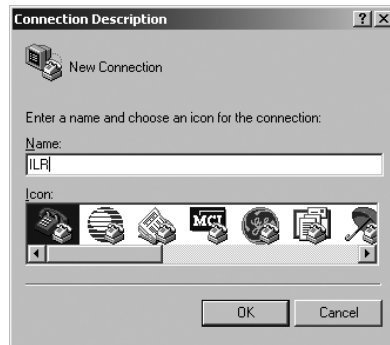 Connection Description
New Connection
Enter a name and choose an icon for the connection:
Name:
ILR
Icon:
MCI
OK
Cancel